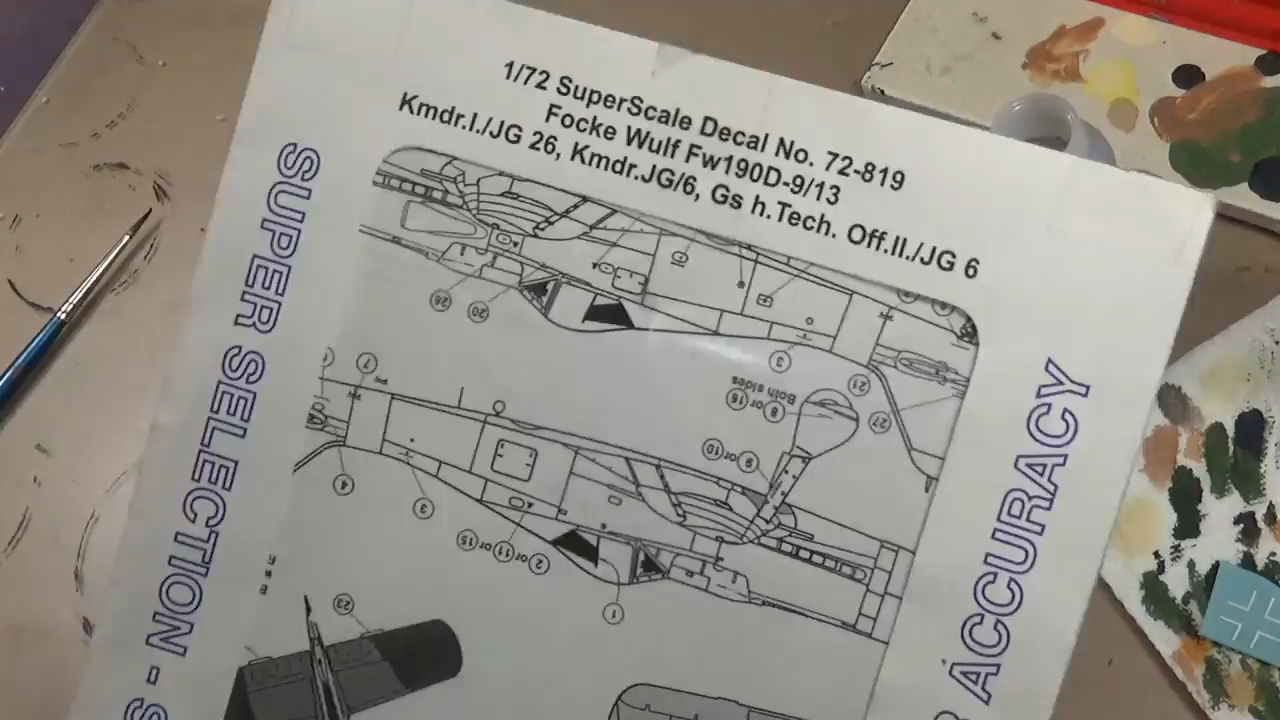 1/72 SuperScale Decal No. 72-819
Focke Wulf Fw190D-9/13
Kmdr.I./JG 26, Kmdr.JG/6, Gs h.Tech. Off.II./JG 6
SUPER SELECTION - S
ACCURACY
26
20
3
21
27
Both sides
8 or 16
9 or 10
7
4
3
2 or 11 or 15
1
23